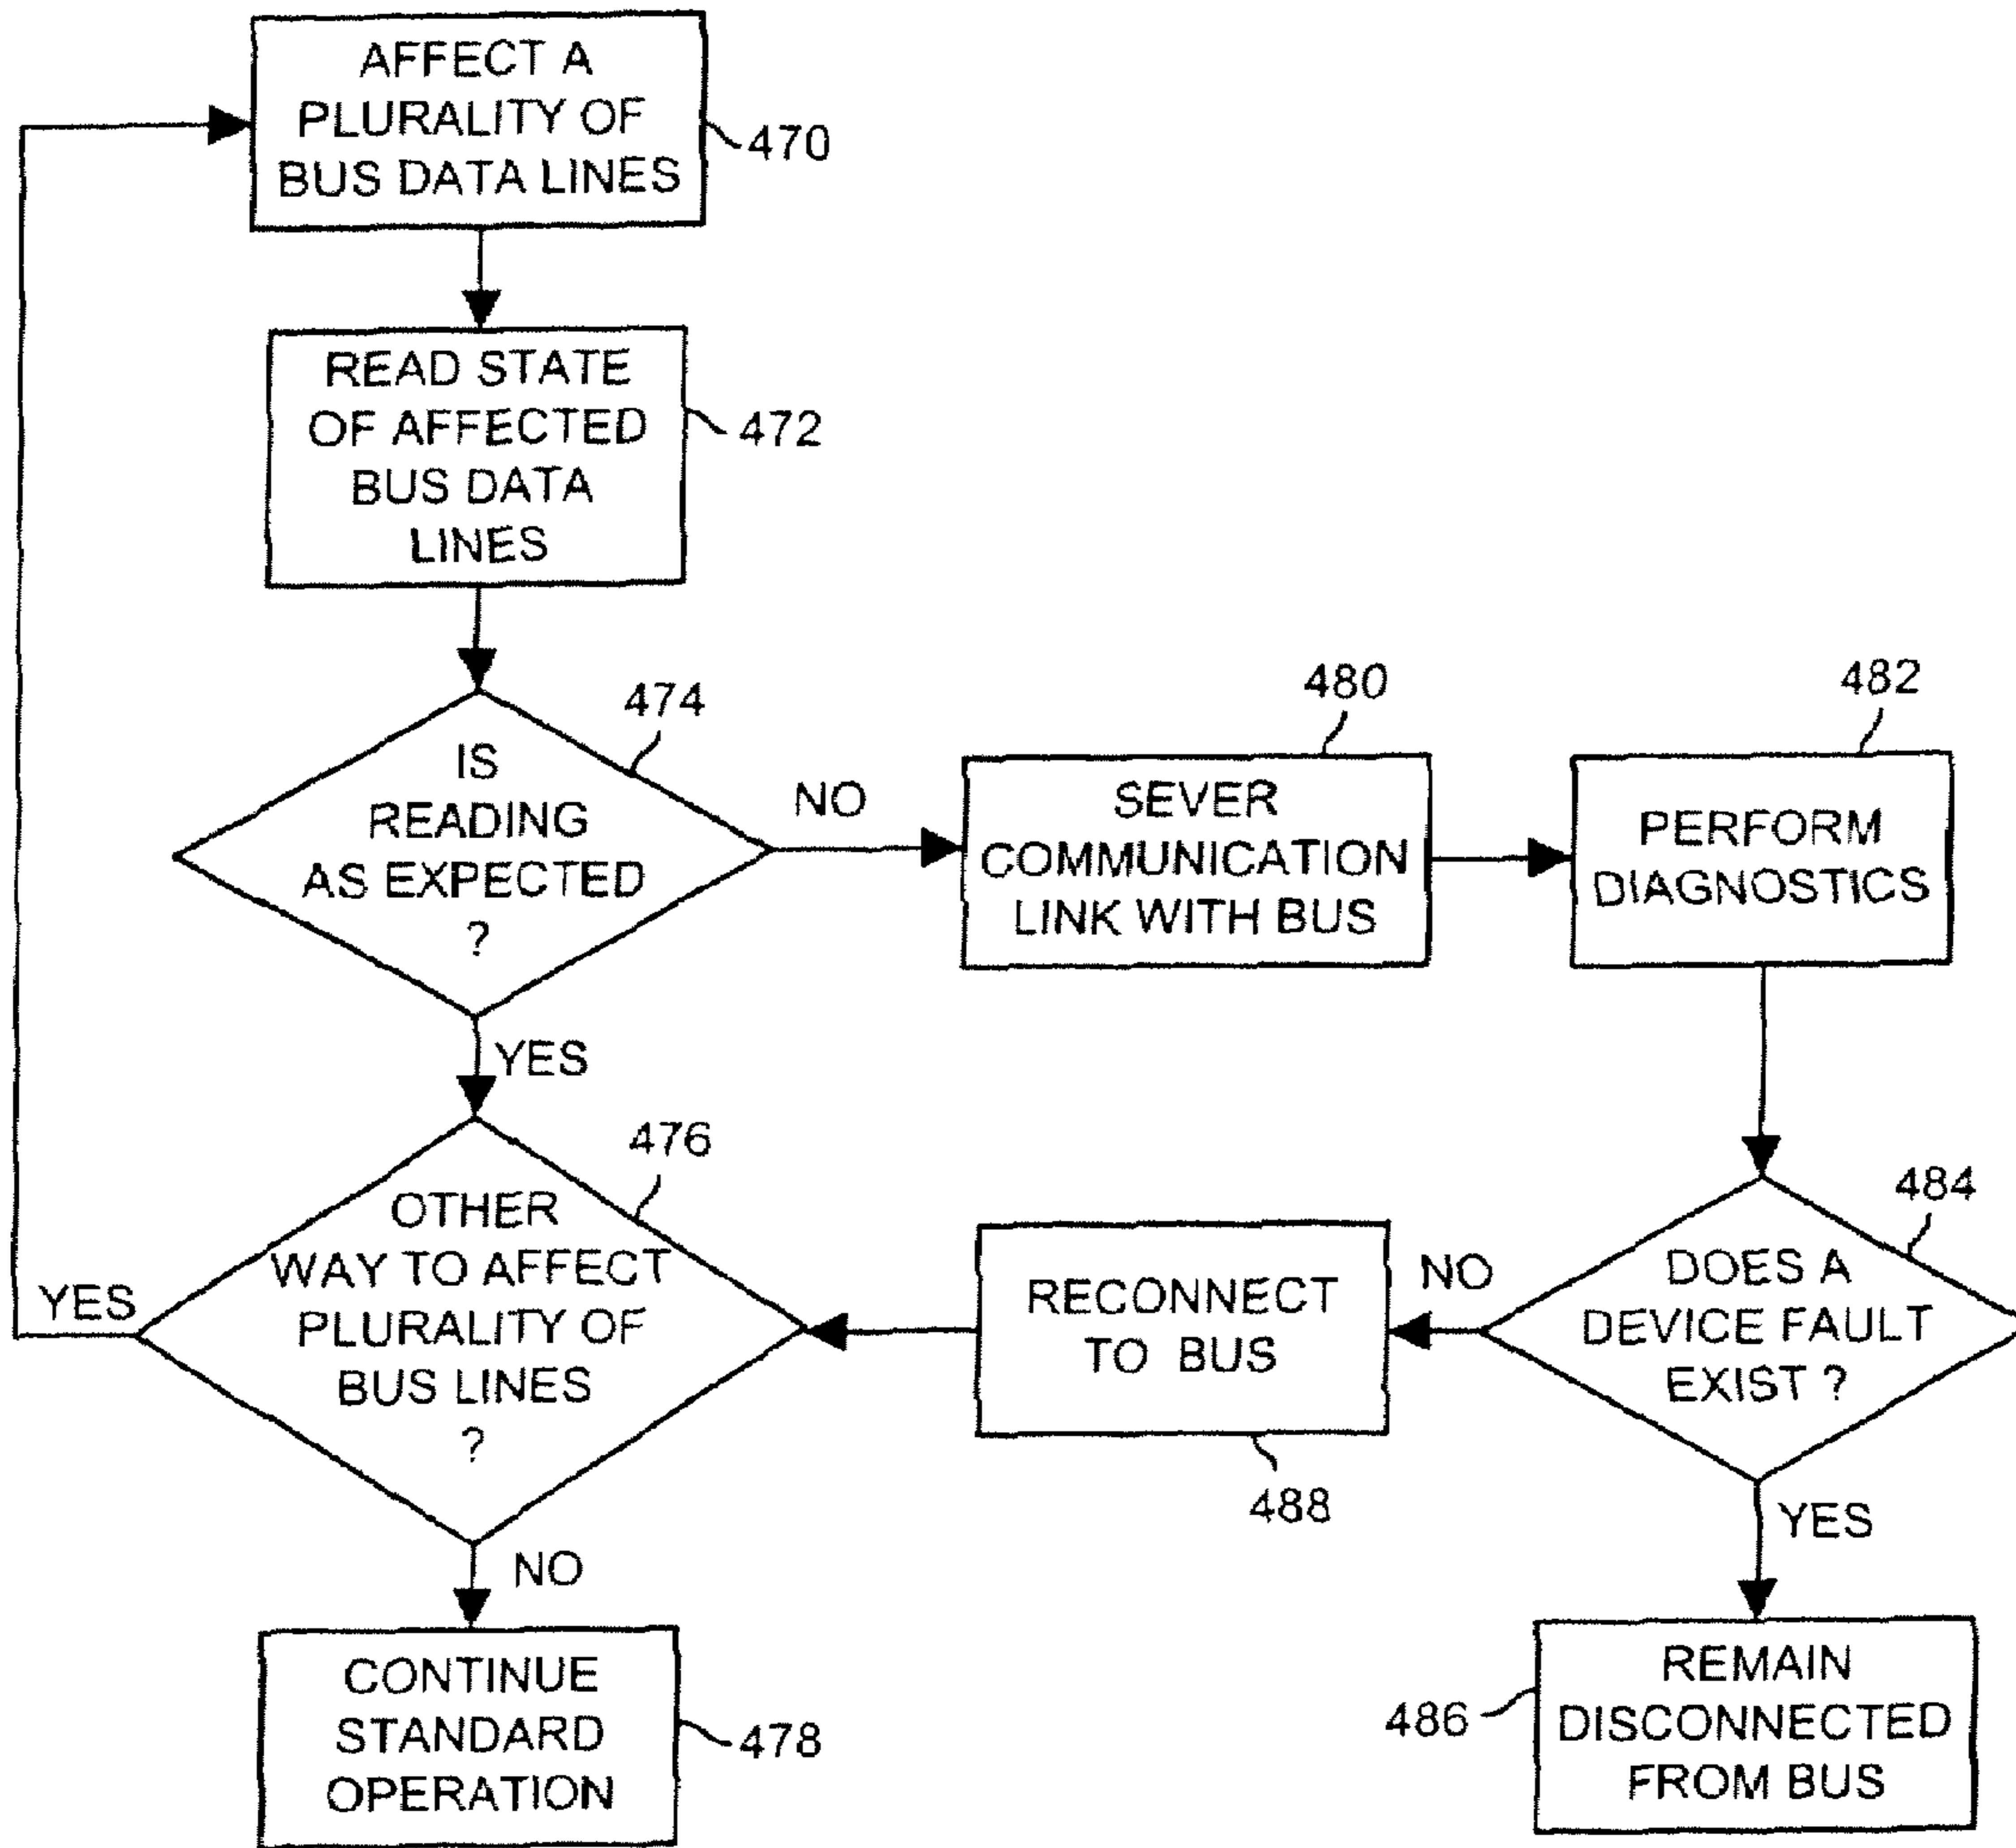 AFFECT A
PLURALITY OF
BUS DATA LINES
470
READ STATE
OF AFFECTED
BUS DATA
LINES
472
474
IS
READING
AS EXPECTED
?
NO
YES
480
SEVER
COMMUNICATION
LINK WITH BUS
482
PERFORM
DIAGNOSTICS
476
OTHER
WAY TO AFFECT
PLURALITY OF
BUS LINES
?
YES
NO
RECONNECT
TO BUS
488
484
DOES A
DEVICE FAULT
EXIST ?
NO
YES
CONTINUE
STANDARD
OPERATION
478
486
REMAIN
DISCONNECTED
FROM BUS